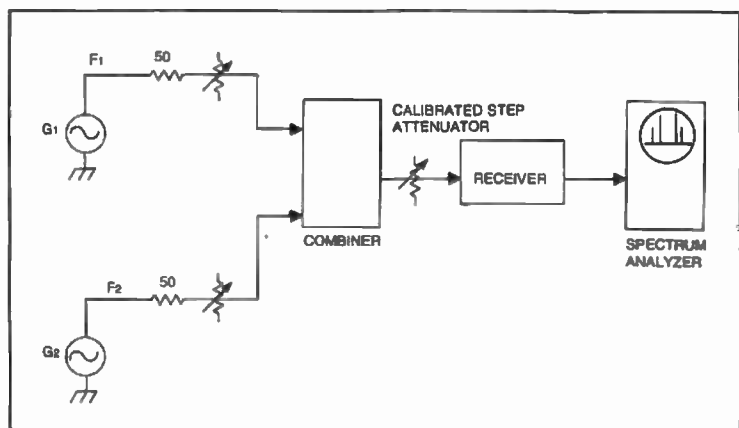 F1
50
G1
CALIBRATED STEP
ATTENUATOR
RECEIVER
COMBINER
SPECTRUM
ANALYZER
F2
50
G2